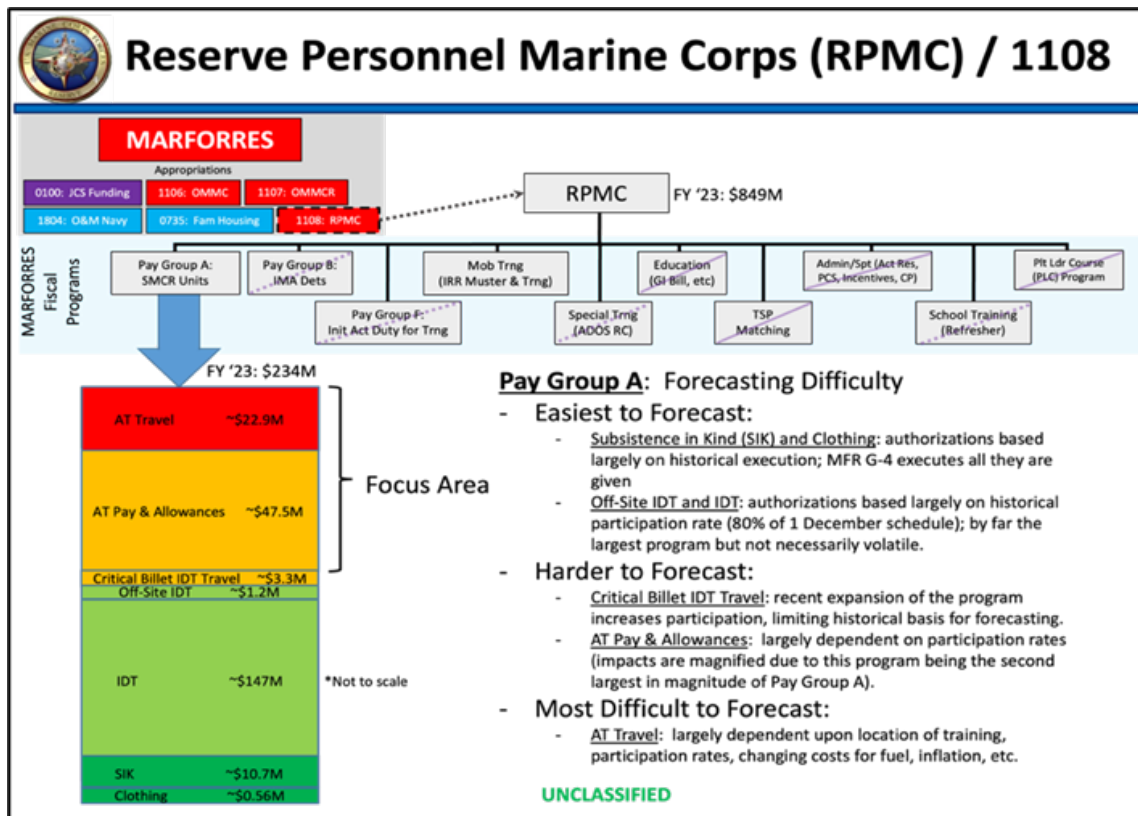 Reserve Personnel Marine Corps (RPMC) / 1108
MARFORRES
Appropriations
0100: JCS Funding
1106: OMMC
1107: OMMCR
1804: O&M Navy
0735: Fam Housing
1108: RPMC
RPMC
FY '23: $849M
MARFORRES
Fiscal
Programs
Pay Group A:
SMCR Units
Pay Group B:
IMA Dets
Mob Trng
(IRR Muster & Trng)
Education
(GI Bill, etc)
Admin/Spt (Act Res,
PCS, Incentives, CP)
Plt Ldr Course
(PLC) Program
Pay Group F:
Init Act Duty for Trng
Special Trng
(ADOS RC)
TSP
Matching
School Training
(Refresher)
FY '23: $234M
AT Travel ~$22.9M
AT Pay & Allowances ~$47.5M
Critical Billet IDT Travel ~$3.3M
Off-Site IDT ~$1.2M
IDT ~$147M
SIK ~$10.7M
Clothing ~$0.56M
Focus Area
*Not to scale
Pay Group A: Forecasting Difficulty
- Easiest to Forecast:
- Subsistence in Kind (SIK) and Clothing: authorizations based
largely on historical execution; MFR G-4 executes all they are
given
- Off-Site IDT and IDT: authorizations based largely on historical
participation rate (80% of 1 December schedule); by far the
largest program but not necessarily volatile.
- Harder to Forecast:
- Critical Billet IDT Travel: recent expansion of the program
increases participation, limiting historical basis for forecasting.
- AT Pay & Allowances: largely dependent on participation rates
(impacts are magnified due to this program being the second
largest in magnitude of Pay Group A).
- Most Difficult to Forecast:
- AT Travel: largely dependent upon location of training,
participation rates, changing costs for fuel, inflation, etc.
UNCLASSIFIED